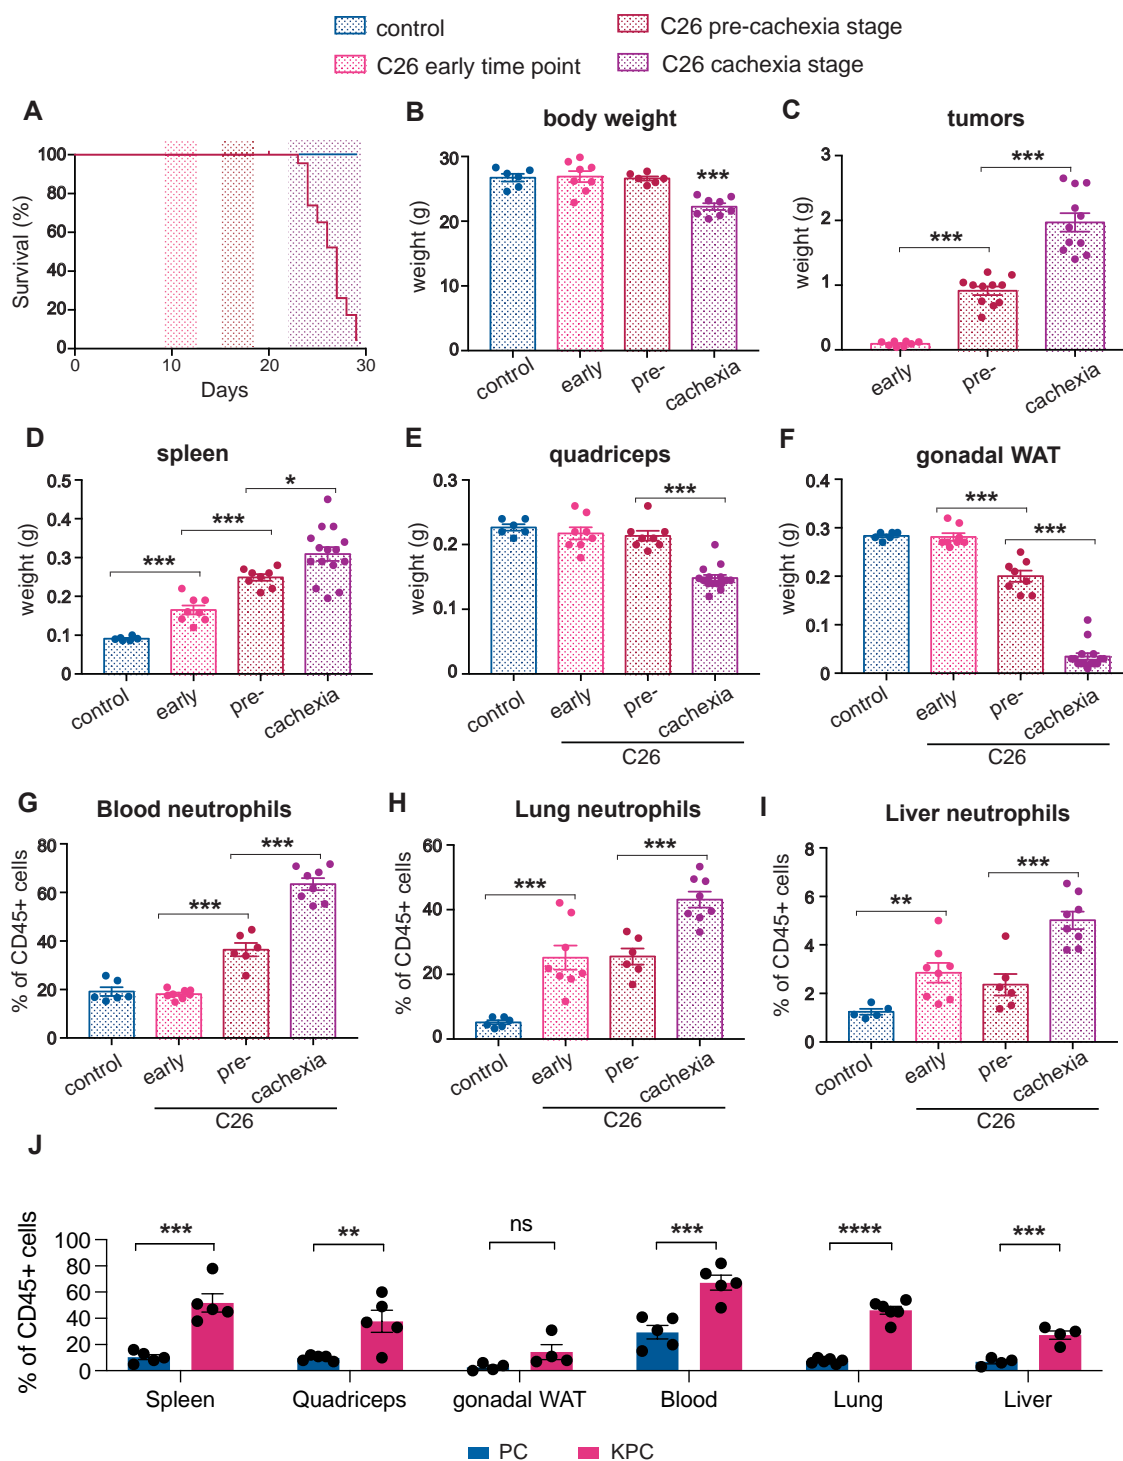 control
C26 pre-cachexia stage
C26 early time point
C26 cachexia stage
A
Survival (%)
100
80
60
40
20
0
0
10
20
30
Days
B
body weight
weight (g)
30
20
10
0
***
control
early
pre-
cachexia
C
tumors
weight (g)
3
2
1
0
***
***
early
pre-
cachexia
D
spleen
weight (g)
0.5
0.4
0.3
0.2
0.1
0
***
***
*
control
early
pre-
cachexia
E
quadriceps
weight (g)
0.3
0.2
0.1
0
***
control
early
pre-
cachexia
C26
F
gonadal WAT
weight (g)
0.4
0.3
0.2
0.1
0
***
***
control
early
pre-
cachexia
C26
G
Blood neutrophils
% of CD45+ cells
80
60
40
20
0
***
***
control
early
pre-
cachexia
C26
H
Lung neutrophils
% of CD45+ cells
60
40
20
0
***
***
control
early
pre-
cachexia
C26
I
Liver neutrophils
% of CD45+ cells
8
6
4
2
0
**
***
control
early
pre-
cachexia
C26
J
% of CD45+ cells
100
80
60
40
20
0
***
**
ns
***
****
***
Spleen
Quadriceps
gonadal WAT
Blood
Lung
Liver
PC
KPC